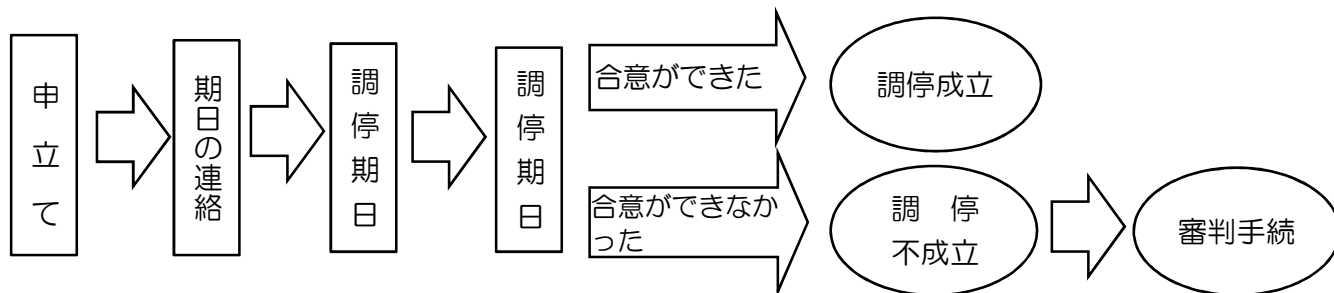 申立て
期日の連絡
調停期日
調停期日
合意ができた
調停成立
合意ができなか
った
調　停
不成立
審判手続